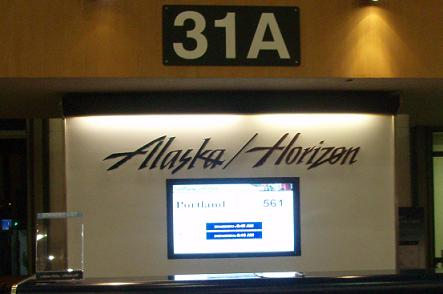 31A
Alaska / Horizon
Portland 561